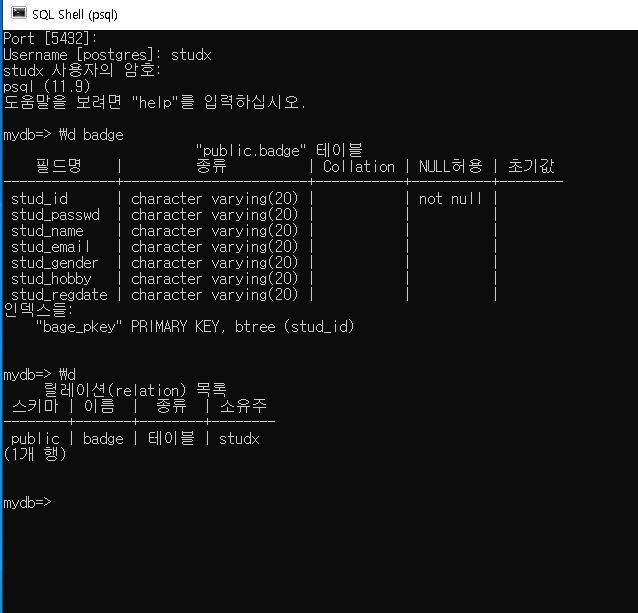 SQL Shell (psql)
Port [5432]:
Username [postgres]: studx
studx 사용자의 암호:
psql (11.9)
도움말을 보려면 "help"를 입력하십시오.
mydb=> ₩d badge
"public.badge" 테이블
필드명 | 종류 | Collation | NULL허용 | 초기값
--------------+-----------------------+-----------+----------+--------
stud_id | character varying(20) | | not null |
stud_passwd | character varying(20) | | |
stud_name | character varying(20) | | |
stud_email | character varying(20) | | |
stud_gender | character varying(20) | | |
stud_hobby | character varying(20) | | |
stud_regdate | character varying(20) | | |
인덱스들:
"bage_pkey" PRIMARY KEY, btree (stud_id)
mydb=> ₩d
릴레이션(relation) 목록
스키마 | 이름 | 종류 | 소유주
--------+-------+--------+--------
public | badge | 테이블 | studx
(1개 행)
mydb=>